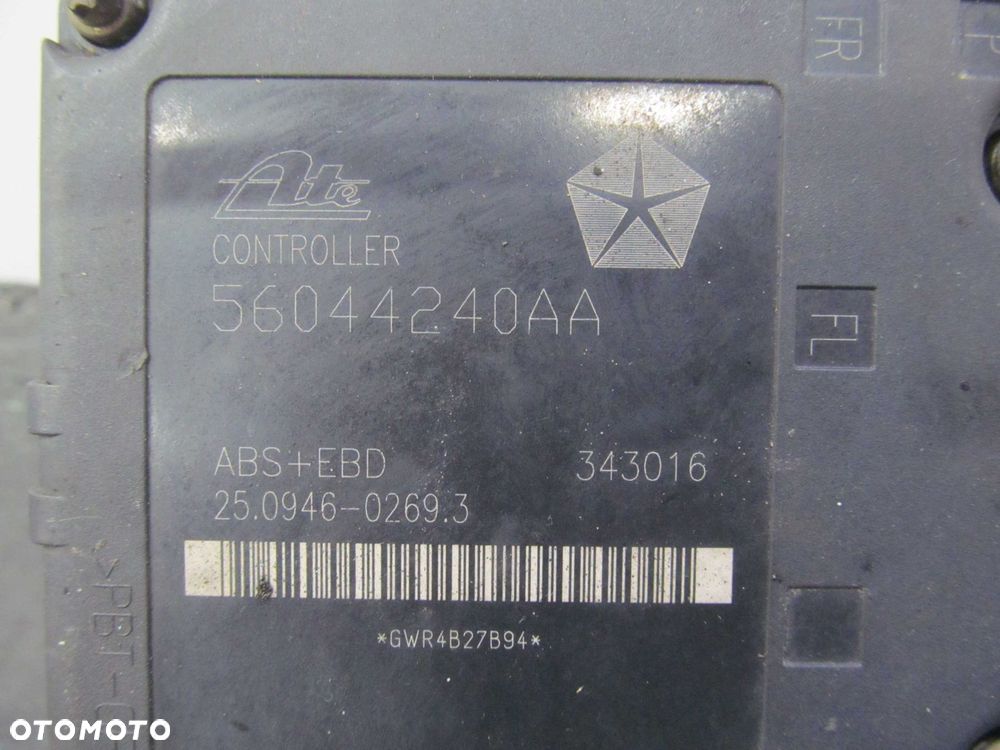 FR
Ate
CONTROLLER
56044240AA
FL
ABS+EBD 343016
25.0946-0269.3
*GWR4B27B94*
>PBT-G
OTOMOTO